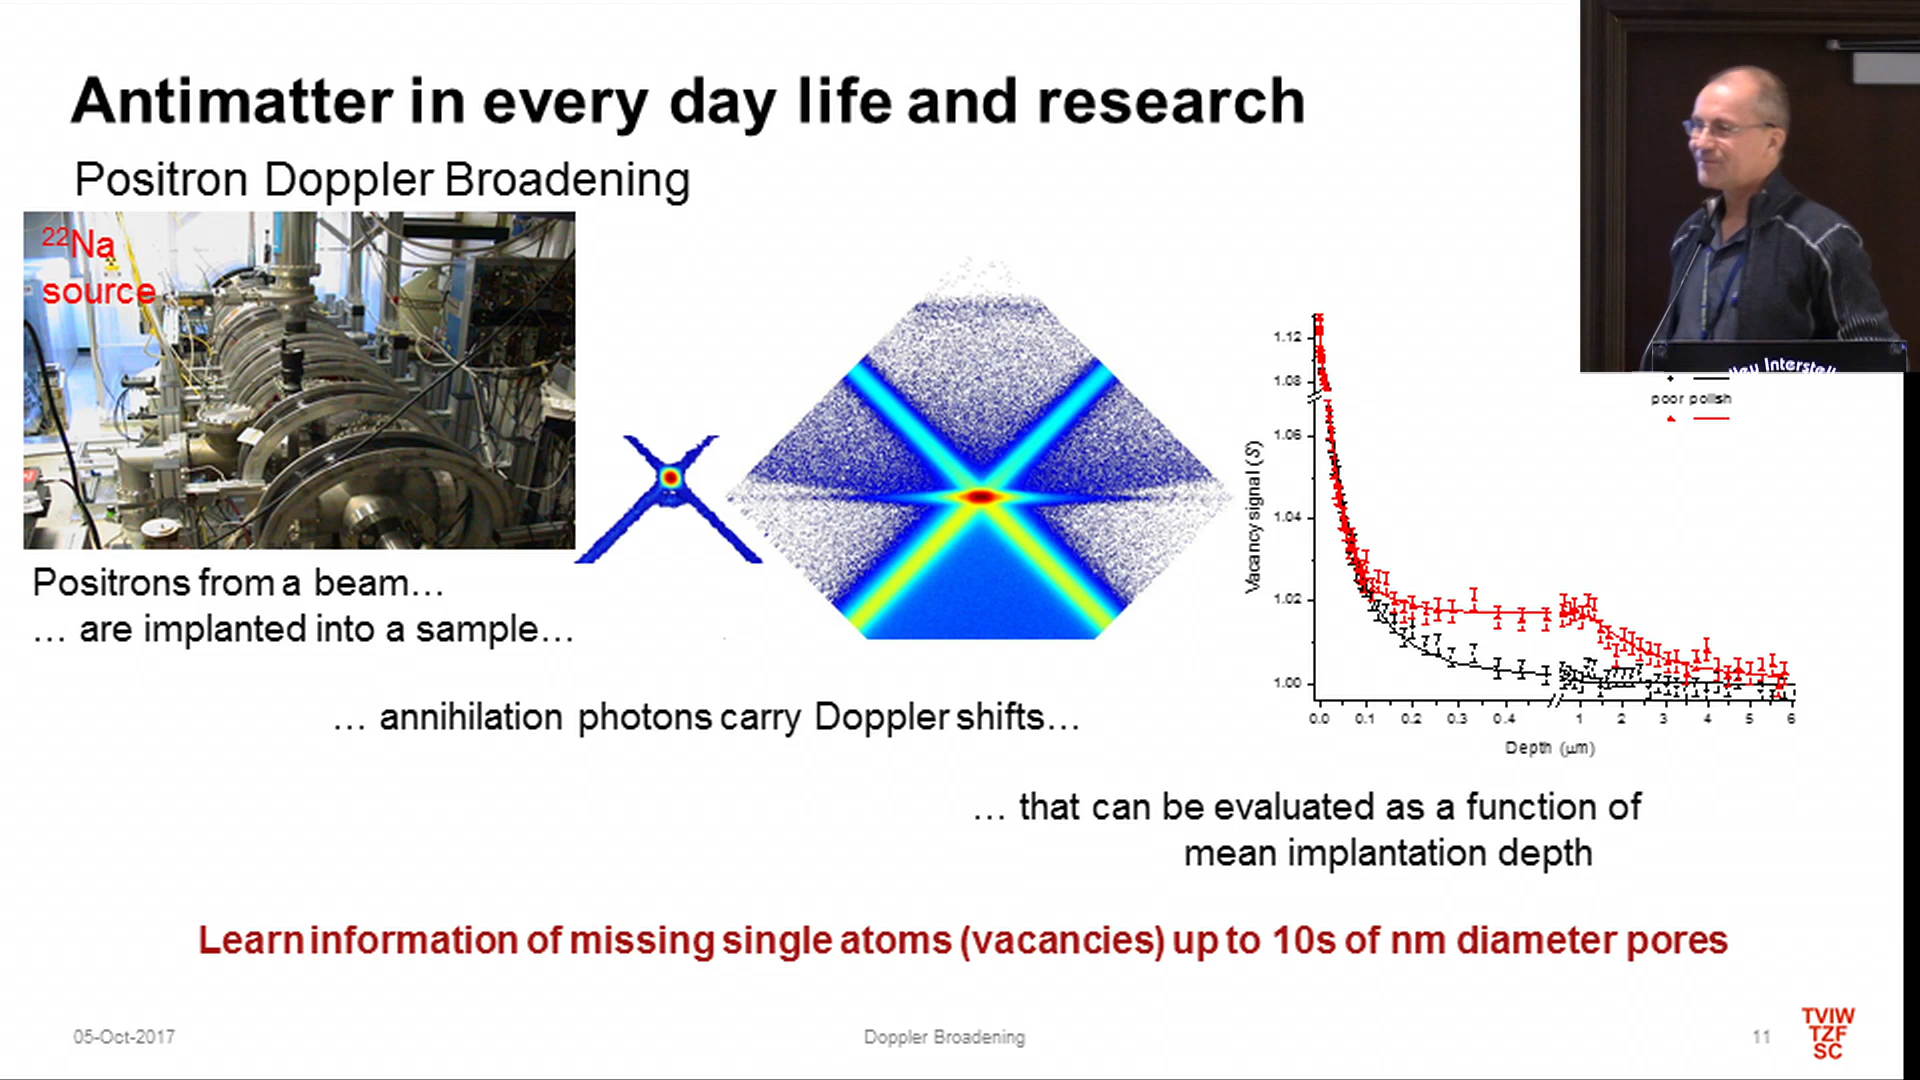 Antimatter in every day life and research
Positron Doppler Broadening
22Na
source
Positrons from a beam…
… are implanted into a sample…
… annihilation photons carry Doppler shifts…
… that can be evaluated as a function of
mean implantation depth
Vacancy signal (S)
1.12
1.08
1.06
1.04
1.02
1.00
0.0 0.1 0.2 0.3 0.4 1 2 3 4 5 6
Depth (μm)
poor polish
Learn information of missing single atoms (vacancies) up to 10s of nm diameter pores
05-Oct-2017
Doppler Broadening
11
TVIW
TZF
SC